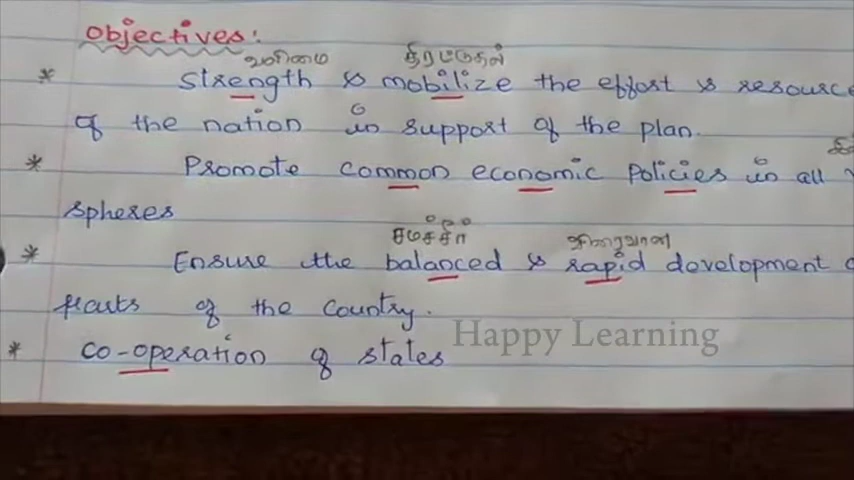 Objectives:
வலிமை திரட்டுதல்
* Strength & mobilize the effort & resource
of the nation in support of the plan.
* Promote common economic policies in all
spheres
சமச்சீர் விரைவான
* Ensure the balanced & rapid development
parts of the country.
* Co-operation of states
Happy Learning